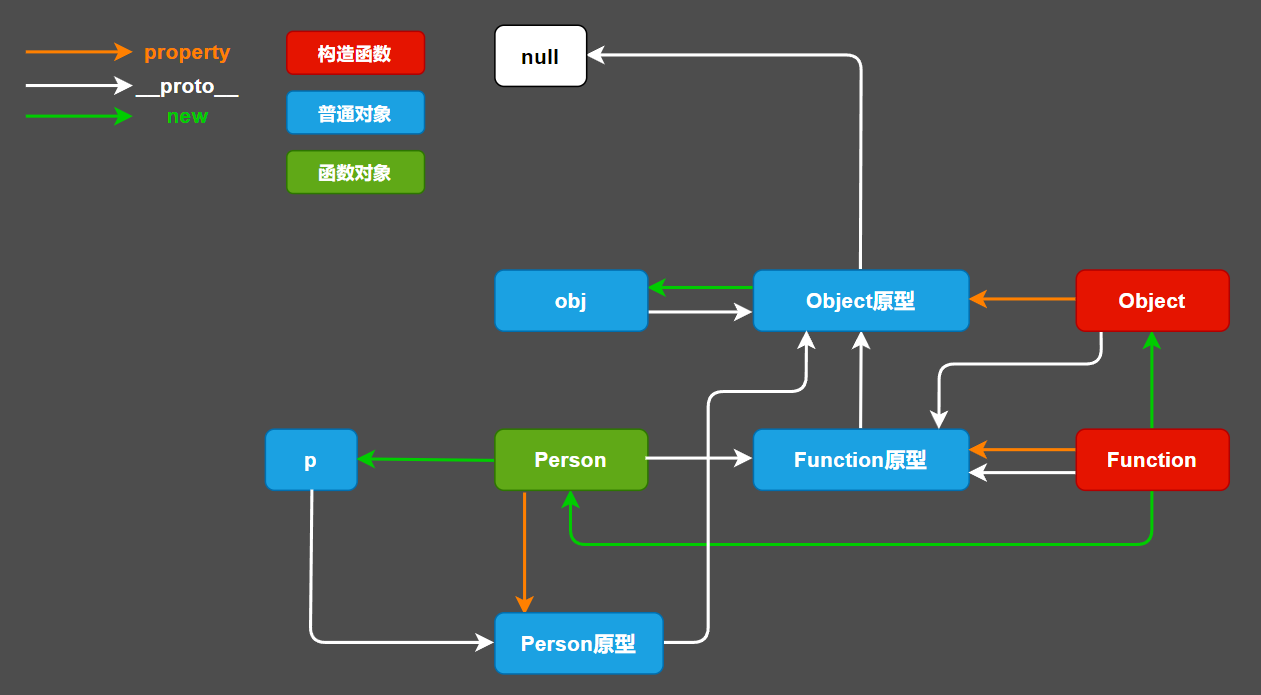 property
__proto__
new
构造函数
普通对象
函数对象
null
obj
Object原型
Object
p
Person
Function原型
Function
Person原型